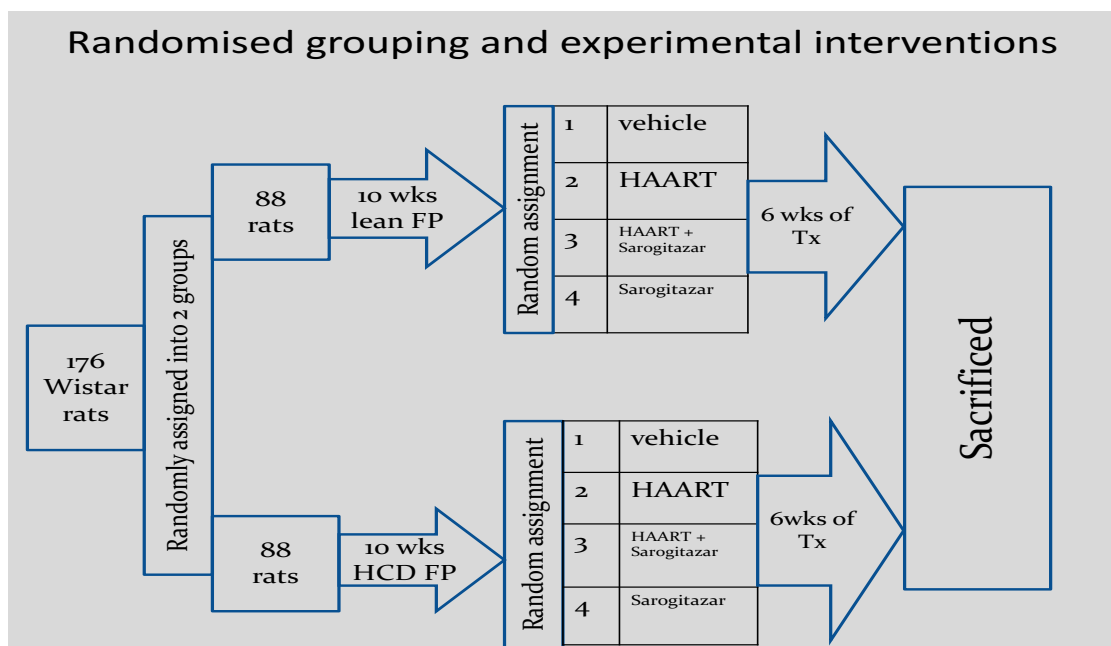 Randomised grouping and experimental interventions
176
Wistar
rats
Randomly assigned into 2 groups
88
rats
10 wks
lean FP
Random assignment
1 vehicle
2 HAART
3 HAART +
Sarogitazar
4 Sarogitazar
6 wks of
Tx
88
rats
10 wks
HCD FP
Random assignment
1 vehicle
2 HAART
3 HAART +
Sarogitazar
4 Sarogitazar
6wks of
Tx
Sacrificed